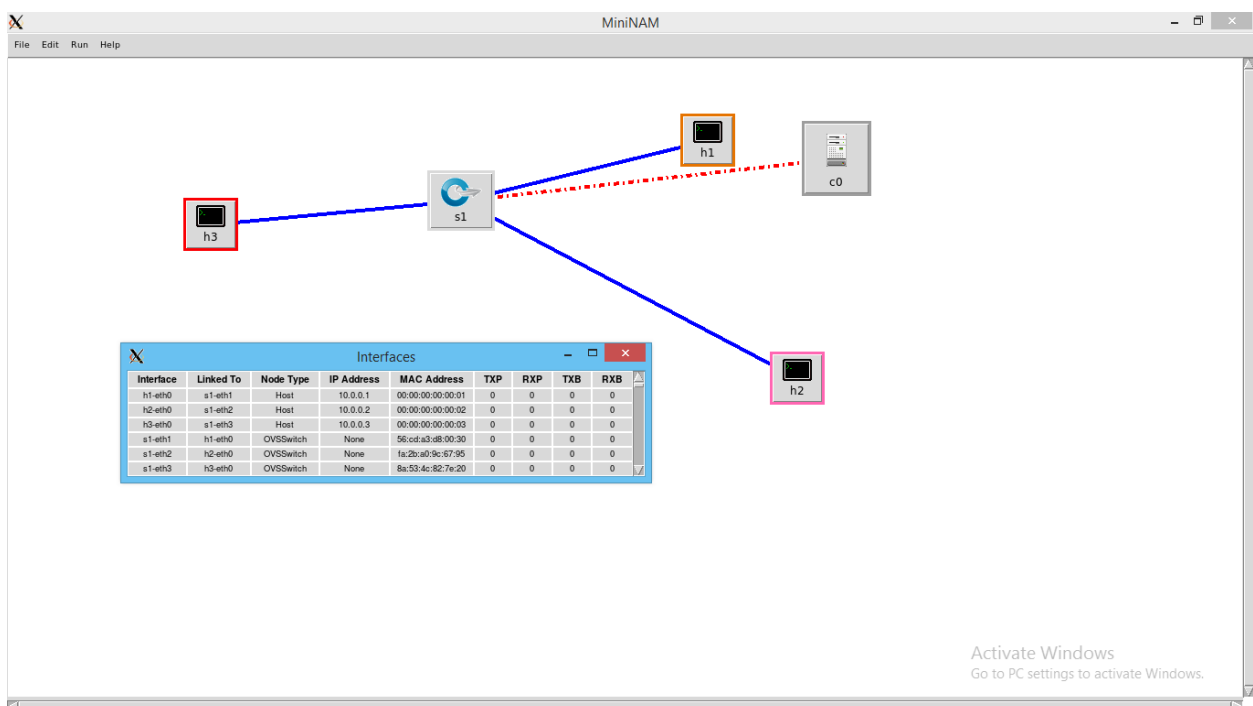 MiniNAM
File Edit Run Help
h1
c0
s1
h3
h2
Interfaces
Interface Linked To Node Type IP Address MAC Address TXP RXP TXB RXB
h1-eth0 s1-eth1 Host 10.0.0.1 00:00:00:00:00:01 0 0 0 0
h2-eth0 s1-eth2 Host 10.0.0.2 00:00:00:00:00:02 0 0 0 0
h3-eth0 s1-eth3 Host 10.0.0.3 00:00:00:00:00:03 0 0 0 0
s1-eth1 h1-eth0 OVSSwitch None 56:cd:a3:d8:00:30 0 0 0 0
s1-eth2 h2-eth0 OVSSwitch None fa:2b:a0:9c:67:95 0 0 0 0
s1-eth3 h3-eth0 OVSSwitch None 8a:53:4c:82:7e:20 0 0 0 0
Activate Windows
Go to PC settings to activate Windows.